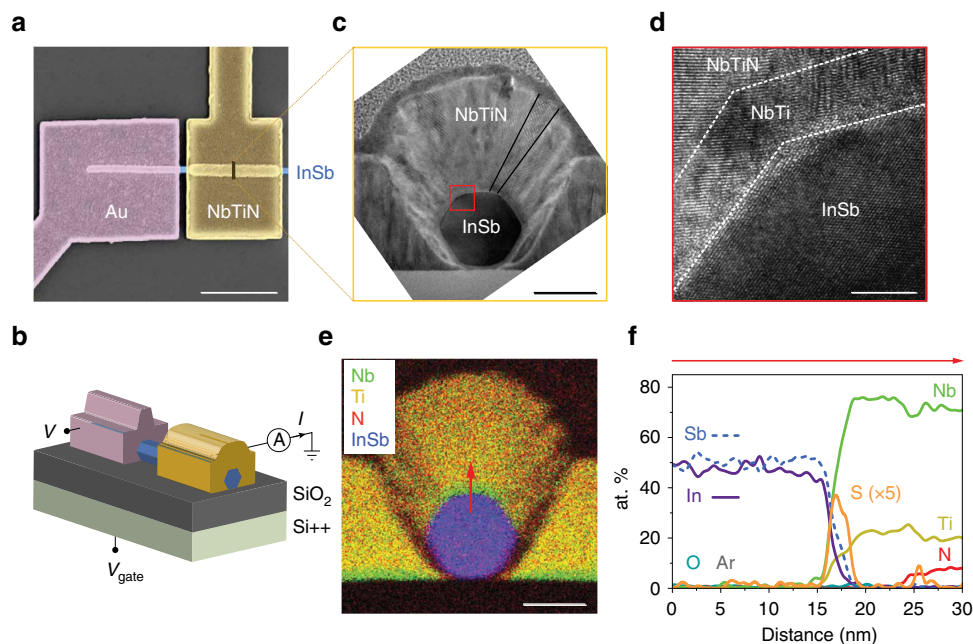 a
Au
NbTiN
InSb
c
NbTiN
InSb
d
NbTiN
NbTi
InSb
b
V
A
I
SiO2
Si++
Vgate
e
Nb
Ti
N
InSb
f
80
60
40
20
0
at. %
Nb
Sb
In
S (×5)
Ti
N
O Ar
0 5 10 15 20 25 30
Distance (nm)